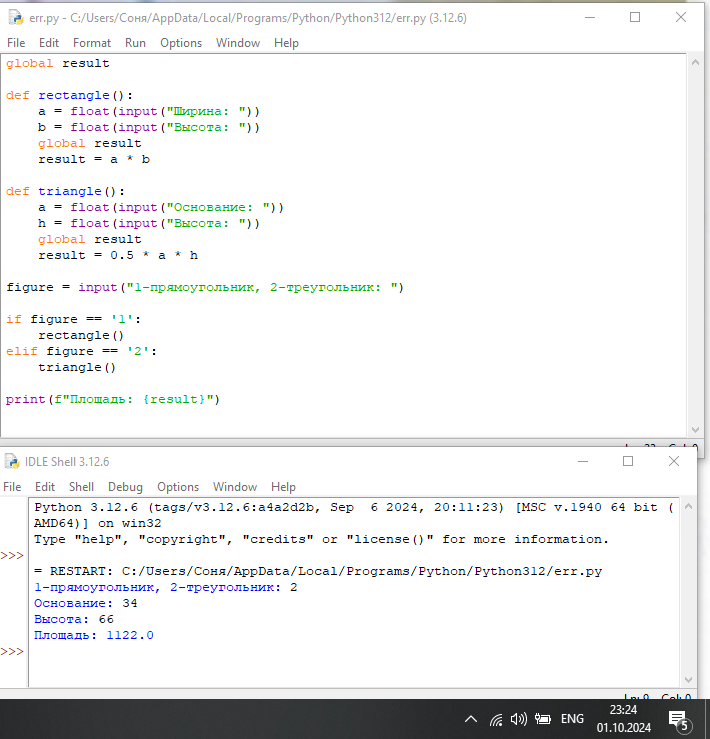 err.py - C:/Users/Соня/AppData/Local/Programs/Python/Python312/err.py (3.12.6)
File Edit Format Run Options Window Help
global result
def rectangle():
a = float(input("Ширина: "))
b = float(input("Высота: "))
global result
result = a * b
def triangle():
a = float(input("Основание: "))
h = float(input("Высота: "))
global result
result = 0.5 * a * h
figure = input("1-прямоугольник, 2-треугольник: ")
if figure == '1':
rectangle()
elif figure == '2':
triangle()
print(f"Площадь: {result}")
IDLE Shell 3.12.6
File Edit Shell Debug Options Window Help
Python 3.12.6 (tags/v3.12.6:a4a2d2b, Sep  6 2024, 20:11:23) [MSC v.1940 64 bit (
AMD64)] on win32
Type "help", "copyright", "credits" or "license()" for more information.
>>>
= RESTART: C:/Users/Соня/AppData/Local/Programs/Python/Python312/err.py
1-прямоугольник, 2-треугольник: 2
Основание: 34
Высота: 66
Площадь: 1122.0
>>>
Ln: 9 Col: 0
ENG
23:24
01.10.2024
5